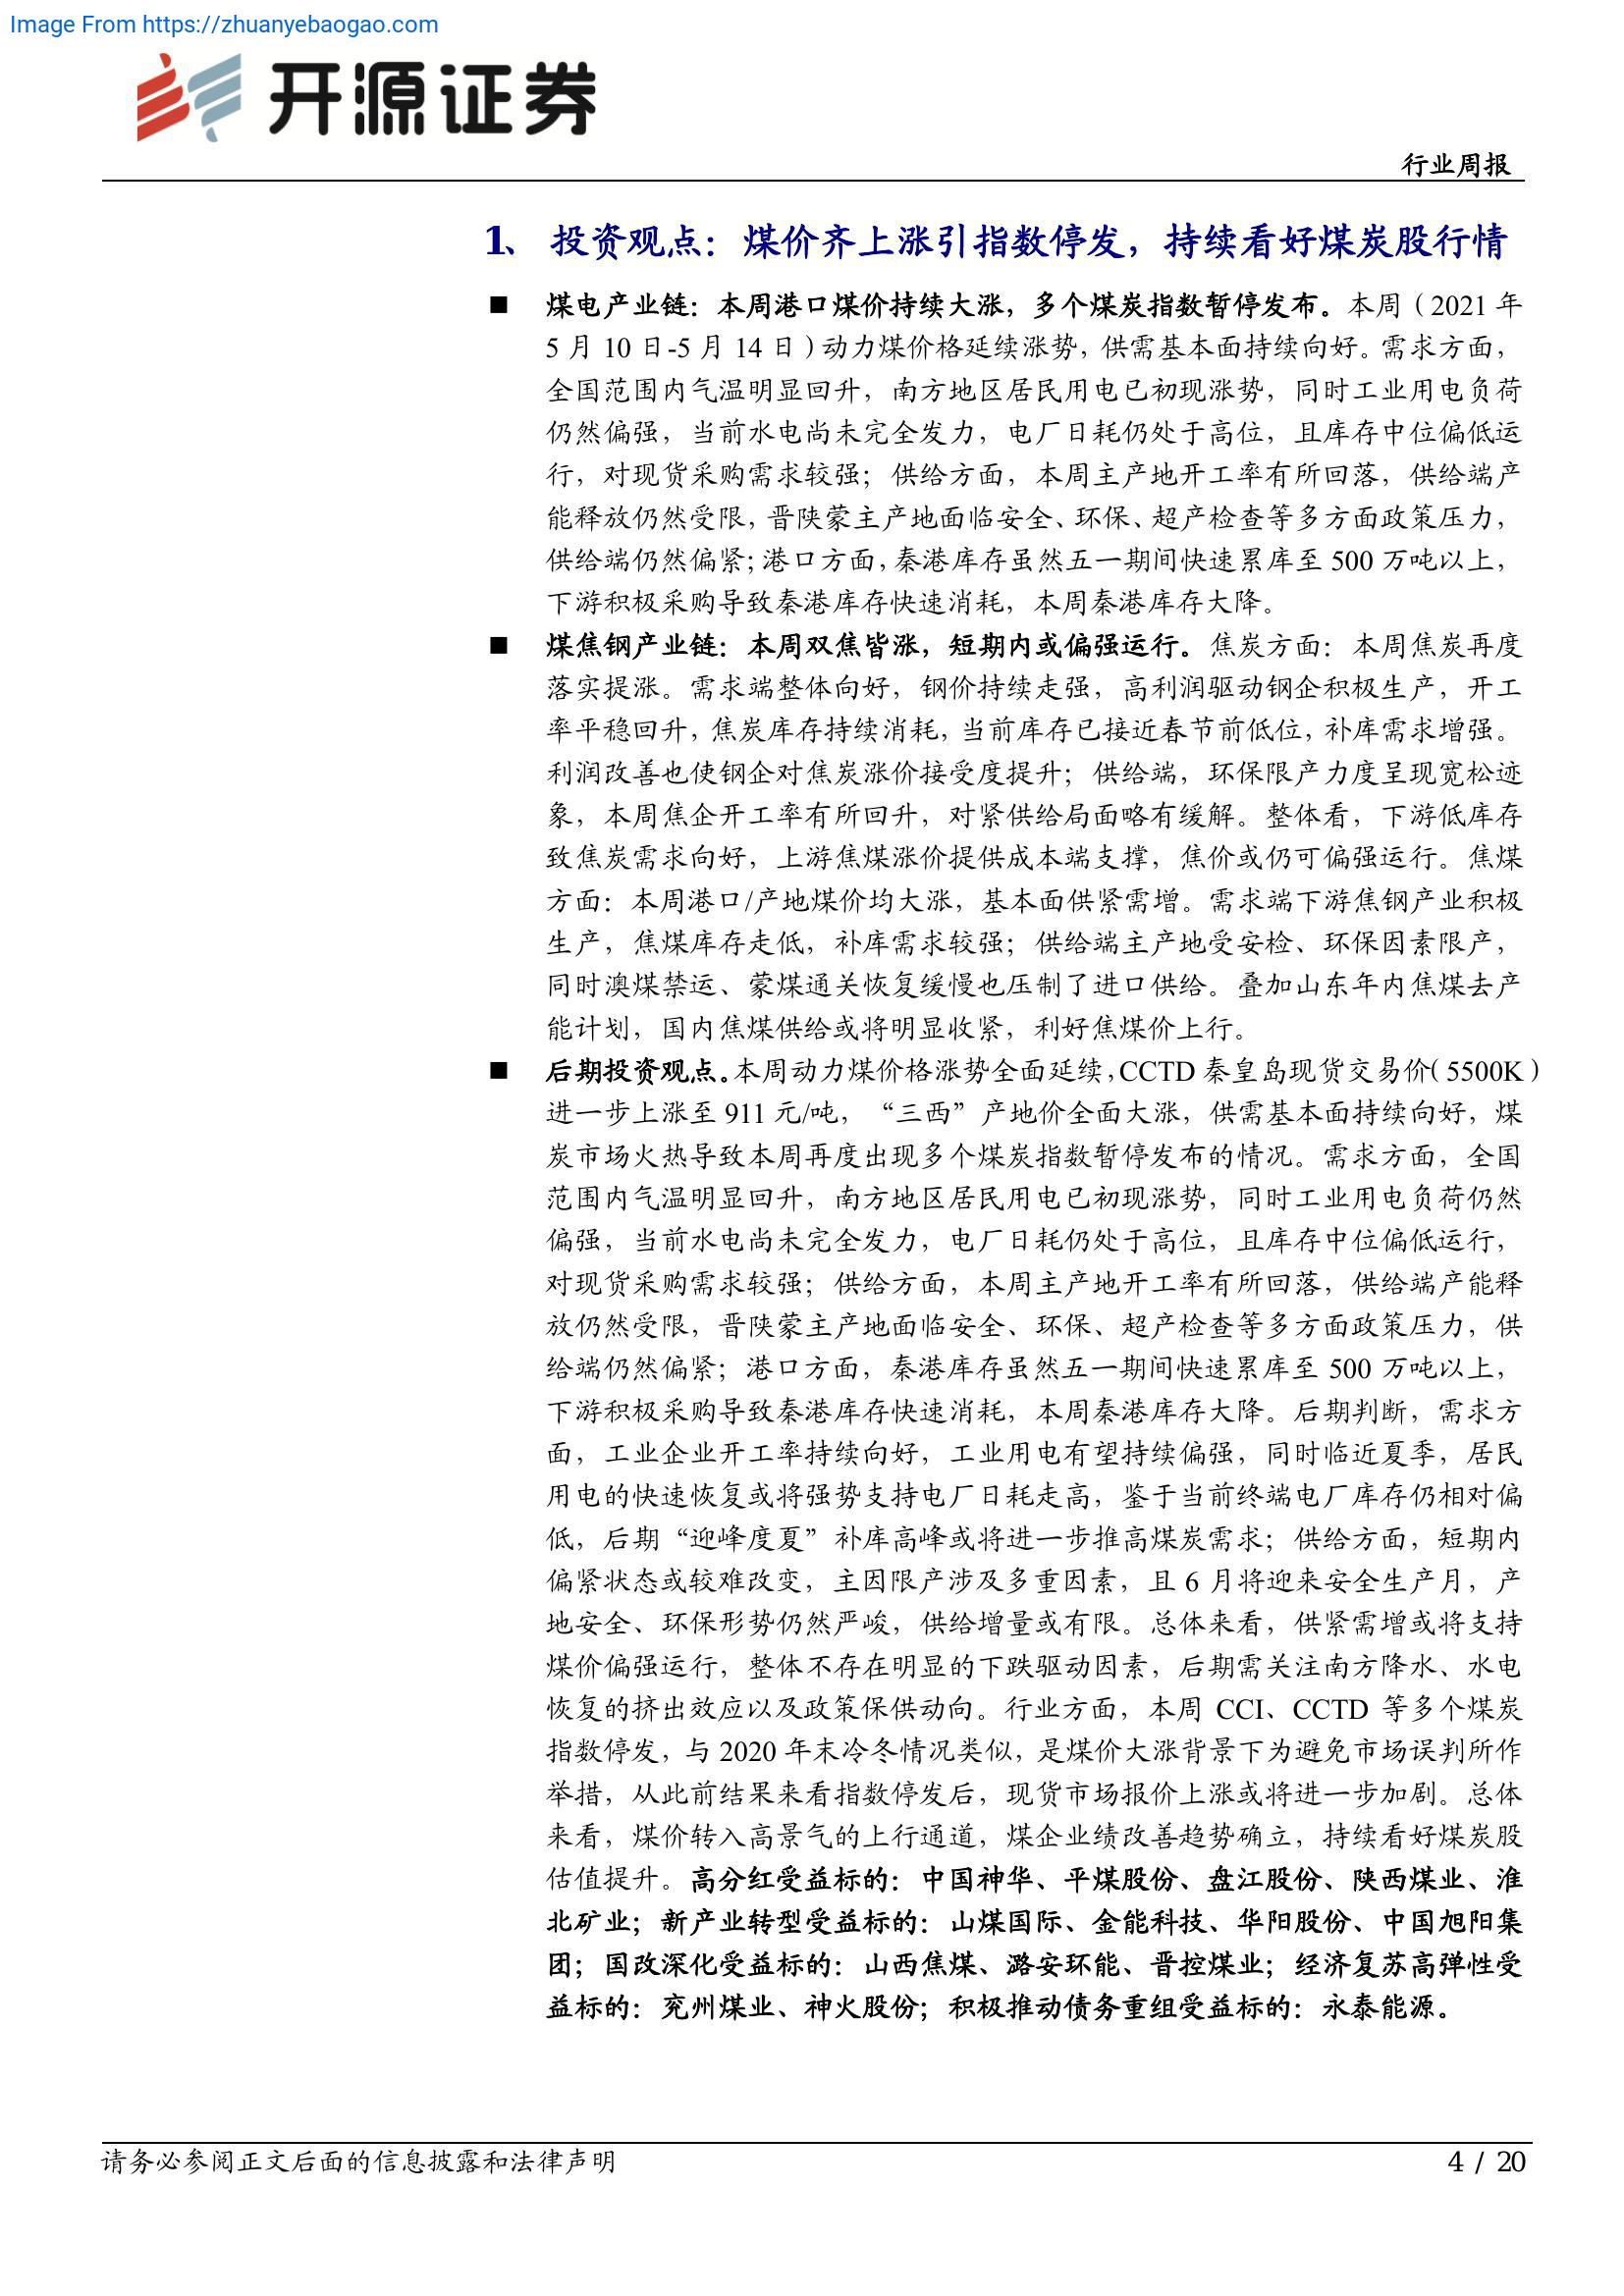 Image From https://zhuanyebaogao.com
开源证券
行业周报
1、 投资观点：煤价齐上涨引指数停发，持续看好煤炭股行情
■ 煤电产业链：本周港口煤价持续大涨，多个煤炭指数暂停发布。本周（2021 年
5 月 10 日-5 月 14 日）动力煤价格延续涨势，供需基本面持续向好。需求方面，
全国范围内气温明显回升，南方地区居民用电已初现涨势，同时工业用电负荷
仍然偏强，当前水电尚未完全发力，电厂日耗仍处于高位，且库存中位偏低运
行，对现货采购需求较强；供给方面，本周主产地开工率有所回落，供给端产
能释放仍然受限，晋陕蒙主产地面临安全、环保、超产检查等多方面政策压力，
供给端仍然偏紧；港口方面，秦港库存虽然五一期间快速累库至 500 万吨以上，
下游积极采购导致秦港库存快速消耗，本周秦港库存大降。
■ 煤焦钢产业链：本周双焦皆涨，短期内或偏强运行。焦炭方面：本周焦炭再度
落实提涨。需求端整体向好，钢价持续走强，高利润驱动钢企积极生产，开工
率平稳回升，焦炭库存持续消耗，当前库存已接近春节前低位，补库需求增强。
利润改善也使钢企对焦炭涨价接受度提升；供给端，环保限产力度呈现宽松迹
象，本周焦企开工率有所回升，对紧供给局面略有缓解。整体看，下游低库存
致焦炭需求向好，上游焦煤涨价提供成本端支撑，焦价或仍可偏强运行。焦煤
方面：本周港口/产地煤价均大涨，基本面供紧需增。需求端下游焦钢产业积极
生产，焦煤库存走低，补库需求较强；供给端主产地受安检、环保因素限产，
同时澳煤禁运、蒙煤通关恢复缓慢也压制了进口供给。叠加山东年内焦煤去产
能计划，国内焦煤供给或将明显收紧，利好焦煤价上行。
■ 后期投资观点。本周动力煤价格涨势全面延续，CCTD 秦皇岛现货交易价（5500K）
进一步上涨至 911 元/吨，“三西”产地价全面大涨，供需基本面持续向好，煤
炭市场火热导致本周再度出现多个煤炭指数暂停发布的情况。需求方面，全国
范围内气温明显回升，南方地区居民用电已初现涨势，同时工业用电负荷仍然
偏强，当前水电尚未完全发力，电厂日耗仍处于高位，且库存中位偏低运行，
对现货采购需求较强；供给方面，本周主产地开工率有所回落，供给端产能释
放仍然受限，晋陕蒙主产地面临安全、环保、超产检查等多方面政策压力，供
给端仍然偏紧；港口方面，秦港库存虽然五一期间快速累库至 500 万吨以上，
下游积极采购导致秦港库存快速消耗，本周秦港库存大降。后期判断，需求方
面，工业企业开工率持续向好，工业用电有望持续偏强，同时临近夏季，居民
用电的快速恢复或将强势支持电厂日耗走高，鉴于当前终端电厂库存仍相对偏
低，后期“迎峰度夏”补库高峰或将进一步推高煤炭需求；供给方面，短期内
偏紧状态或较难改变，主因限产涉及多重因素，且 6 月将迎来安全生产月，产
地安全、环保形势仍然严峻，供给增量或有限。总体来看，供紧需增或将支持
煤价偏强运行，整体不存在明显的下跌驱动因素，后期需关注南方降水、水电
恢复的挤出效应以及政策保供动向。行业方面，本周 CCI、CCTD 等多个煤炭
指数停发，与 2020 年末冷冬情况类似，是煤价大涨背景下为避免市场误判所作
举措，从此前结果来看指数停发后，现货市场报价上涨或将进一步加剧。总体
来看，煤价转入高景气的上行通道，煤企业绩改善趋势确立，持续看好煤炭股
估值提升。高分红受益标的：中国神华、平煤股份、盘江股份、陕西煤业、淮
北矿业；新产业转型受益标的：山煤国际、金能科技、华阳股份、中国旭阳集
团；国改深化受益标的：山西焦煤、潞安环能、晋控煤业；经济复苏高弹性受
益标的：兖州煤业、神火股份；积极推动债务重组受益标的：永泰能源。
请务必参阅正文后面的信息披露和法律声明
4 / 20